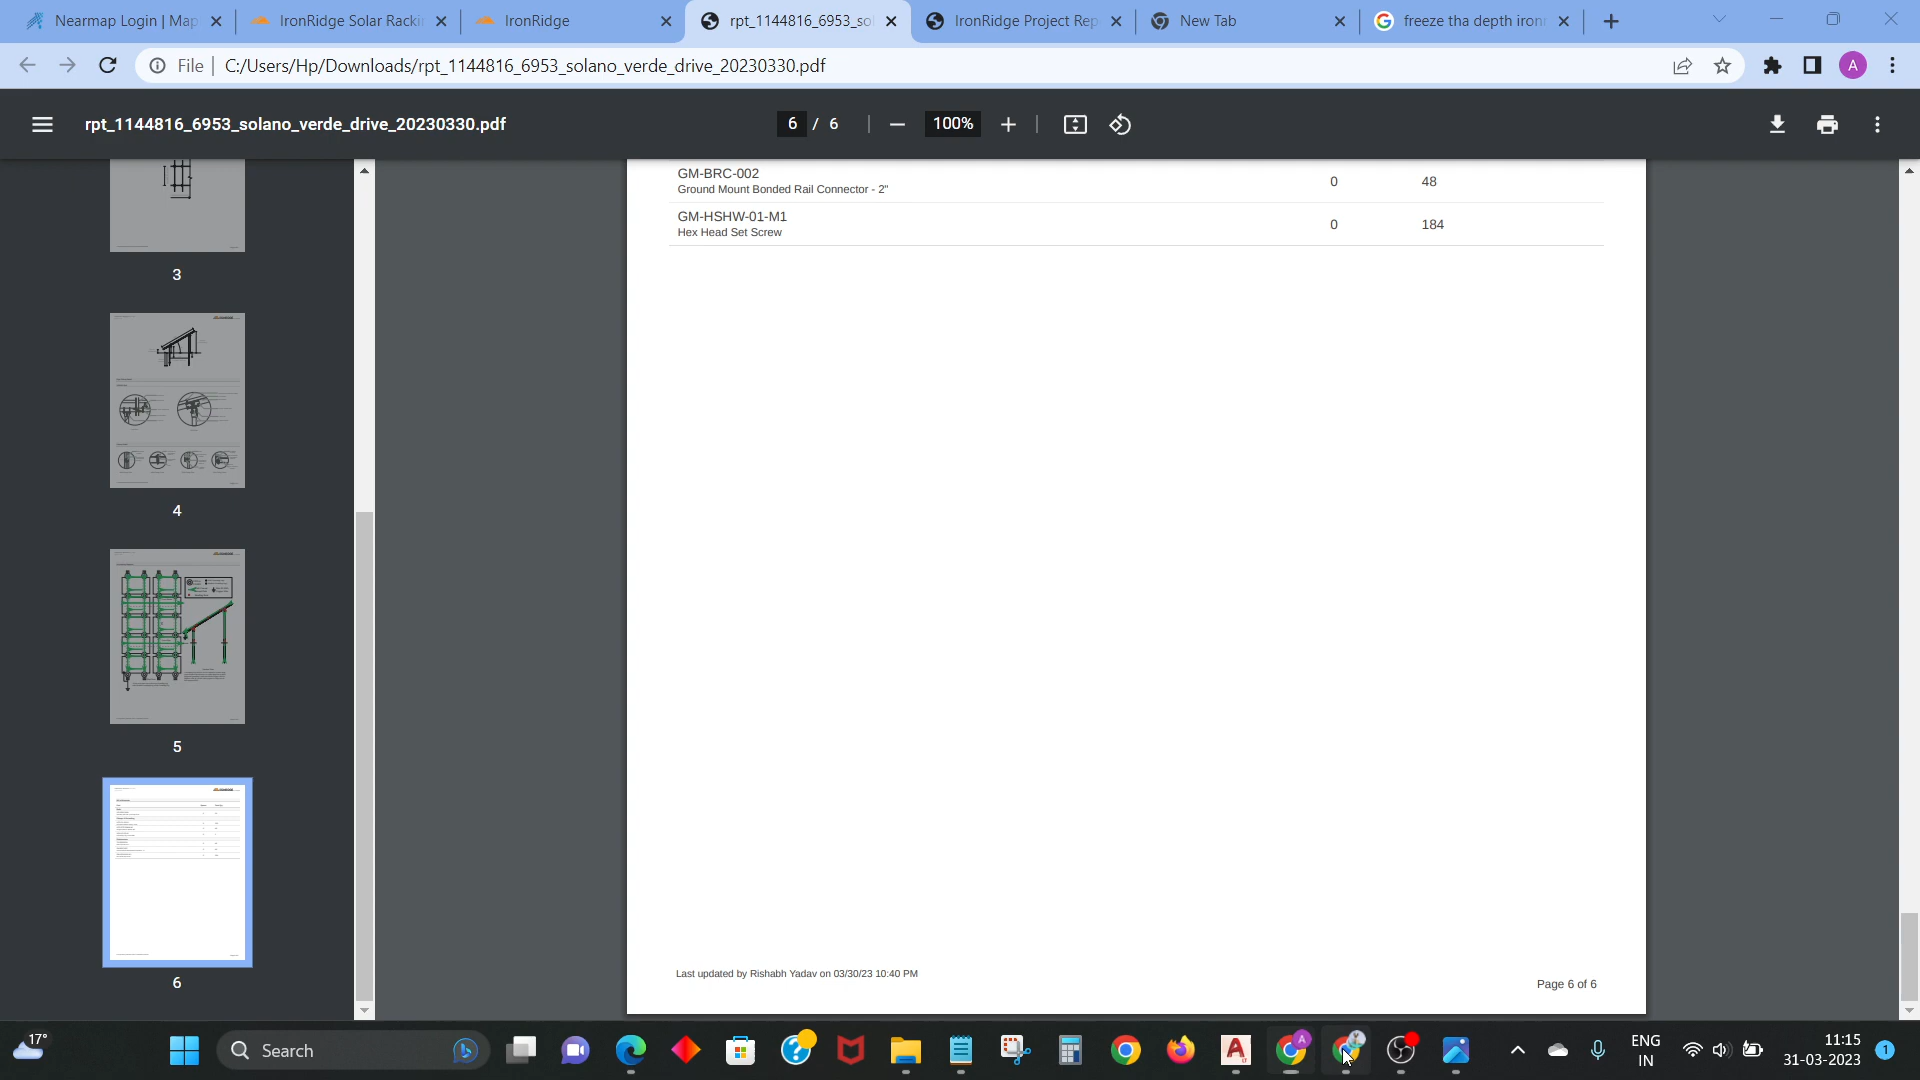 Nearmap Login | Map
IronRidge Solar Racki
IronRidge
rpt_1144816_6953_so
IronRidge Project Rep
New Tab
freeze tha depth iron
File
C:/Users/Hp/Downloads/rpt_1144816_6953_solano_verde_drive_20230330.pdf
A
rpt_1144816_6953_solano_verde_drive_20230330.pdf
6 / 6
100%
GM-BRC-002
Ground Mount Bonded Rail Connector - 2"
0 48
GM-HSHW-01-M1
Hex Head Set Screw
0 184
3
4
5
6
Last updated by Rishabh Yadav on 03/30/23 10:40 PM
Page 6 of 6
17°
Search
ENG
IN
11:15
31-03-2023
1